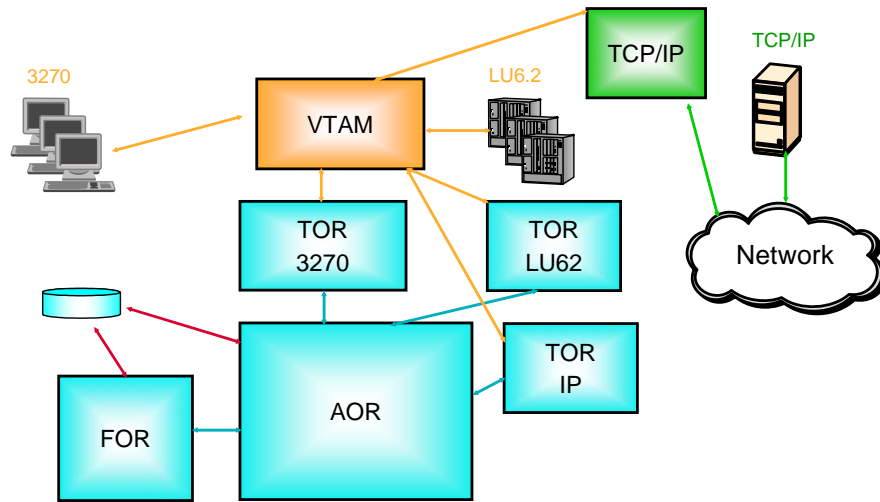 TCP/IP
TCP/IP
3270
LU6.2
VTAM
TOR
3270
TOR
LU62
Network
TOR
IP
AOR
FOR